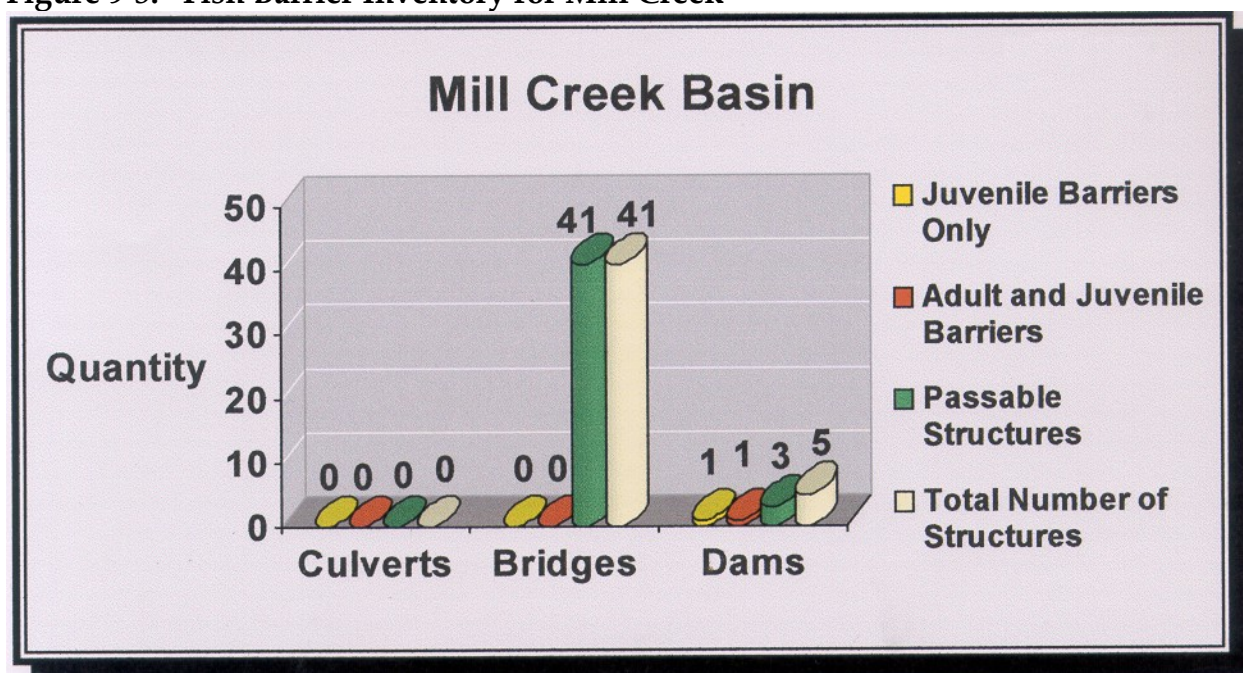 Mill Creek Basin
50
40
30
20
10
0
Quantity
0 0 0 0
0 0 41 41
1 1 3 5
Culverts Bridges Dams
Juvenile Barriers
Only
Adult and Juvenile
Barriers
Passable
Structures
Total Number of
Structures